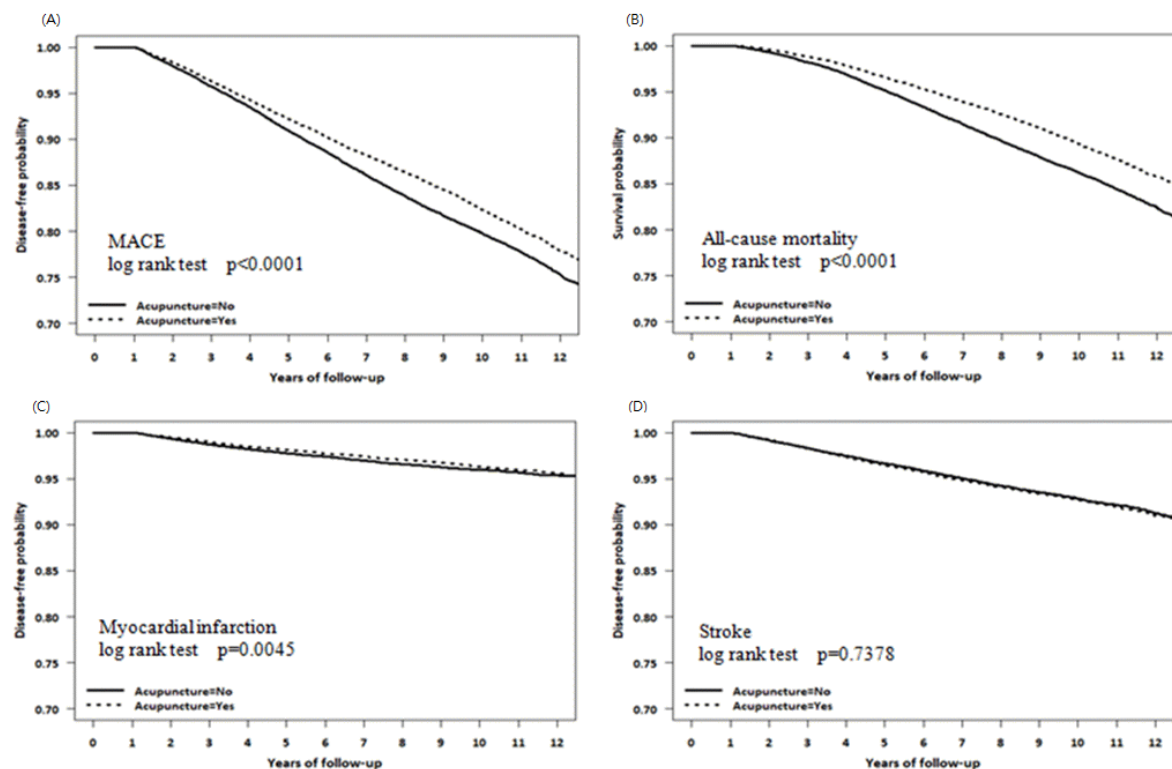 (A)
Disease-free probability
1.00
0.95
0.90
0.85
0.80
0.75
0.70
MACE
log rank test p<0.0001
Acupuncture=No
Acupuncture=Yes
0 1 2 3 4 5 6 7 8 9 10 11 12
Years of follow-up
(B)
Survival probability
1.00
0.95
0.90
0.85
0.80
0.75
0.70
All-cause mortality
log rank test p<0.0001
Acupuncture=No
Acupuncture=Yes
0 1 2 3 4 5 6 7 8 9 10 11 12
Years of follow-up
(C)
Disease-free probability
1.00
0.95
0.90
0.85
0.80
0.75
0.70
Myocardial infarction
log rank test p=0.0045
Acupuncture=No
Acupuncture=Yes
0 1 2 3 4 5 6 7 8 9 10 11 12
Years of follow-up
(D)
Disease-free probability
1.00
0.95
0.90
0.85
0.80
0.75
0.70
Stroke
log rank test p=0.7378
Acupuncture=No
Acupuncture=Yes
0 1 2 3 4 5 6 7 8 9 10 11 12
Years of follow-up